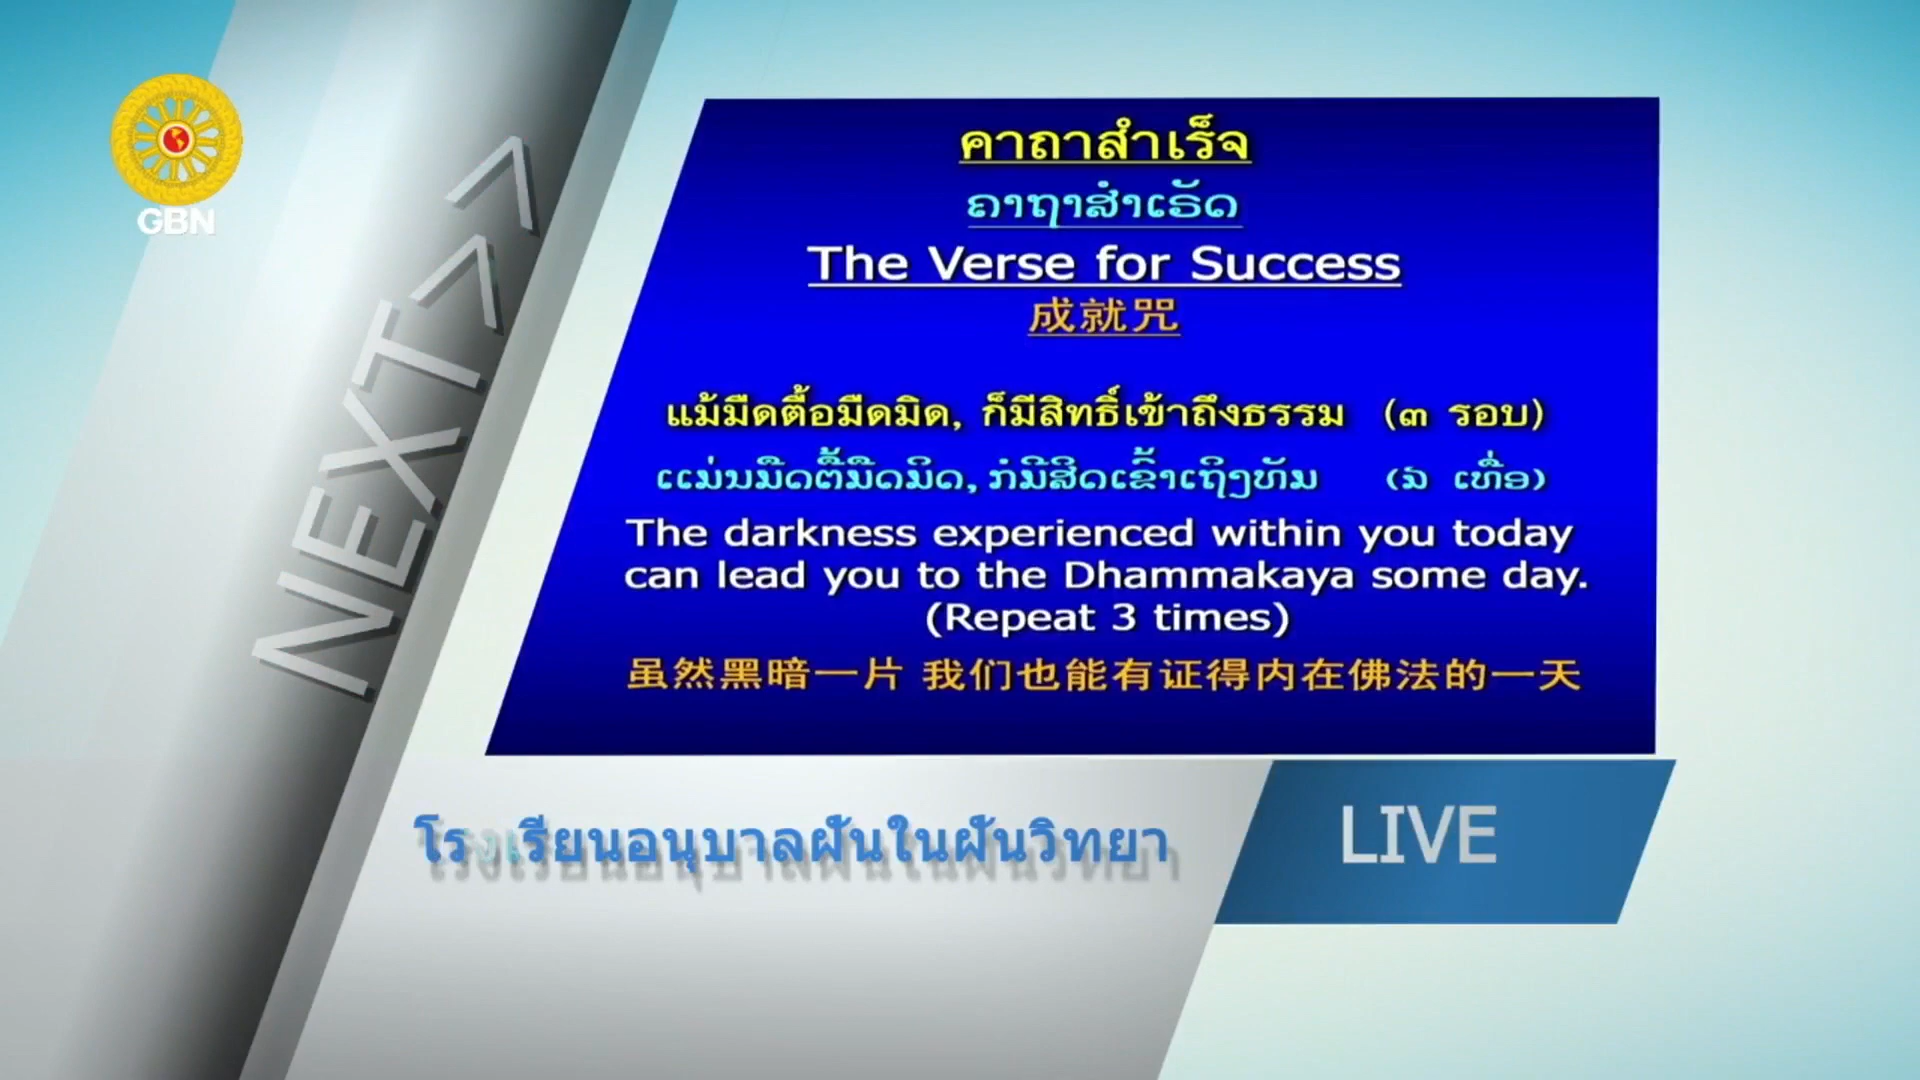 GBN
NEXT>>
คาถาสำเร็จ
ຄາຖາສຳເຣັດ
The Verse for Success
成就咒
แม้มืดตื้อมืดมิด, ก็มีสิทธิ์เข้าถึงธรรม (๓ รอบ)
ແມ່ນມືດຕື້ມືດມິດ, ກໍ່ມີສິດເຂົ້າເຖິງທັມ (໓ ເທື່ອ)
The darkness experienced within you today
can lead you to the Dhammakaya some day.
(Repeat 3 times)
虽然黑暗一片 我们也能有证得内在佛法的一天
โรงเรียนอนุบาลฝันในฝันวิทยา
LIVE